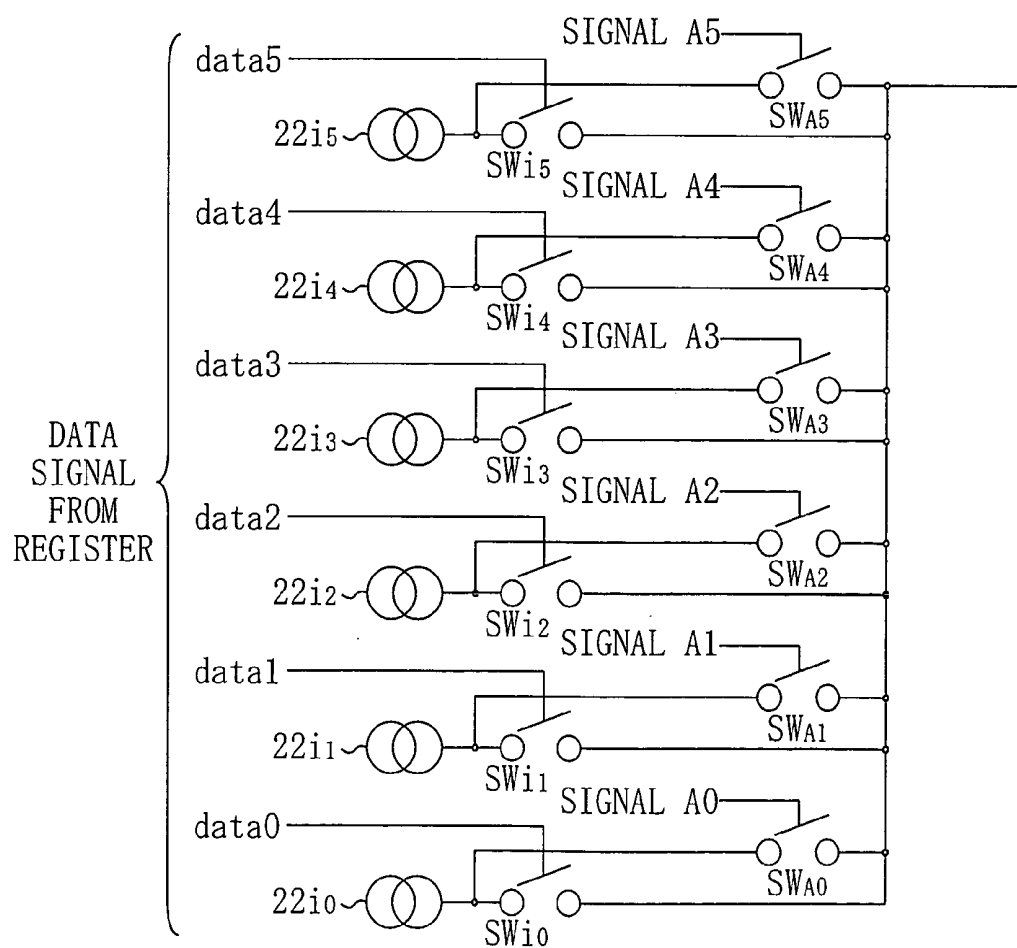 SIGNAL A5
data5
SWA5
22i5
SWi5
SIGNAL A4
data4
SWA4
22i4
SWi4
SIGNAL A3
data3
SWA3
22i3
SWi3
DATA
SIGNAL
FROM
REGISTER
SIGNAL A2
data2
SWA2
22i2
SWi2
SIGNAL A1
data1
SWA1
22i1
SWi1
SIGNAL A0
data0
SWA0
22i0
SWi0